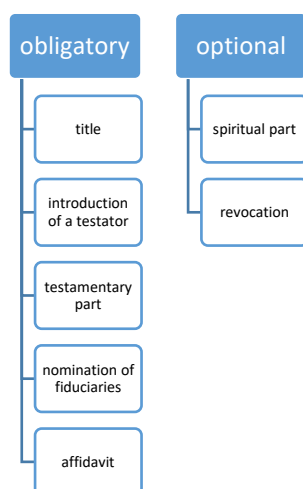 obligatory
title
introduction
of a testator
testamentary
part
nomination of
fiduciaries
affidavit
optional
spiritual part
revocation